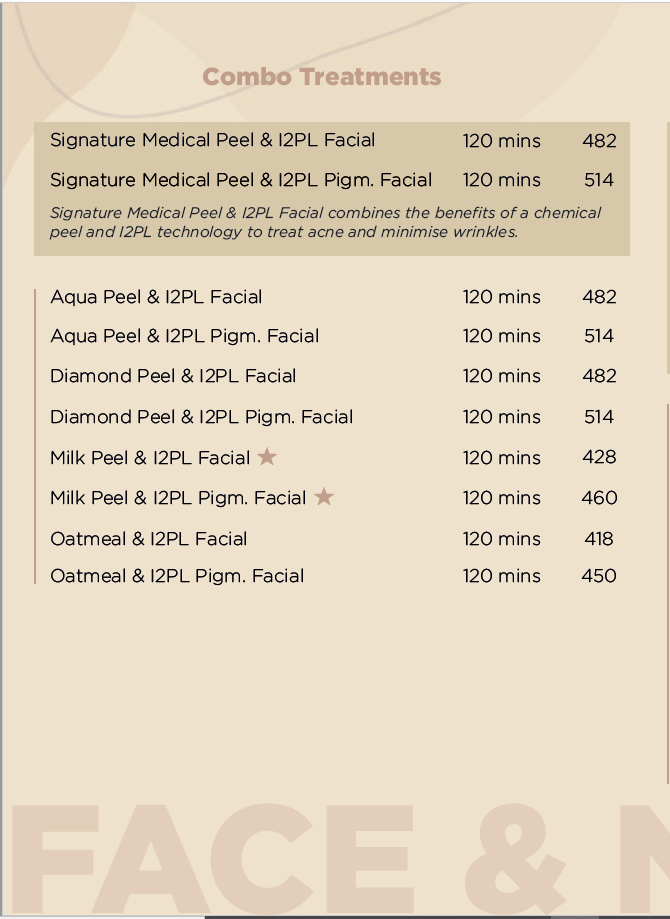 Combo Treatments
Signature Medical Peel & I2PL Facial 120 mins 482
Signature Medical Peel & I2PL Pigm. Facial 120 mins 514
Signature Medical Peel & I2PL Facial combines the benefits of a chemical
peel and I2PL technology to treat acne and minimise wrinkles.
Aqua Peel & I2PL Facial 120 mins 482
Aqua Peel & I2PL Pigm. Facial 120 mins 514
Diamond Peel & I2PL Facial 120 mins 482
Diamond Peel & I2PL Pigm. Facial 120 mins 514
Milk Peel & I2PL Facial ★ 120 mins 428
Milk Peel & I2PL Pigm. Facial ★ 120 mins 460
Oatmeal & I2PL Facial 120 mins 418
Oatmeal & I2PL Pigm. Facial 120 mins 450
FACE &